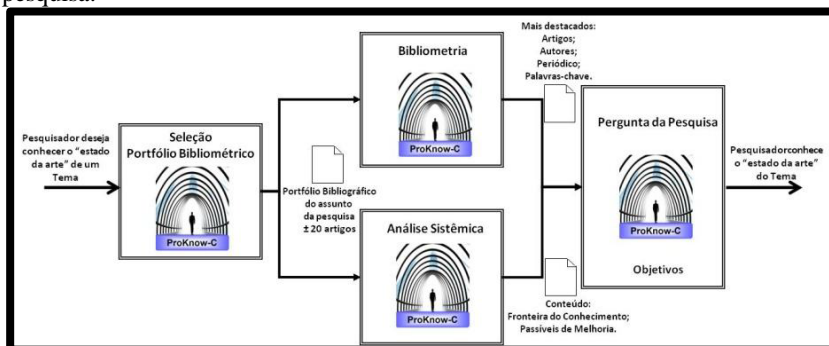 pesquisa.
Pesquisador deseja
conhecer o “estado
da arte” de um
Tema
Seleção
Portfólio Bibliométrico
ProKnow-C
Portfólio Bibliográfico
do assunto
da pesquisa
± 20 artigos
Bibliometria
ProKnow-C
Análise Sistêmica
ProKnow-C
Mais destacados:
Artigos;
Autores;
Periódico;
Palavras-chave.
Conteúdo:
Fronteira do Conhecimento;
Passíveis de Melhoria.
Pergunta da Pesquisa
ProKnow-C
Objetivos
Pesquisadorconhece
o “estado da arte”
do Tema